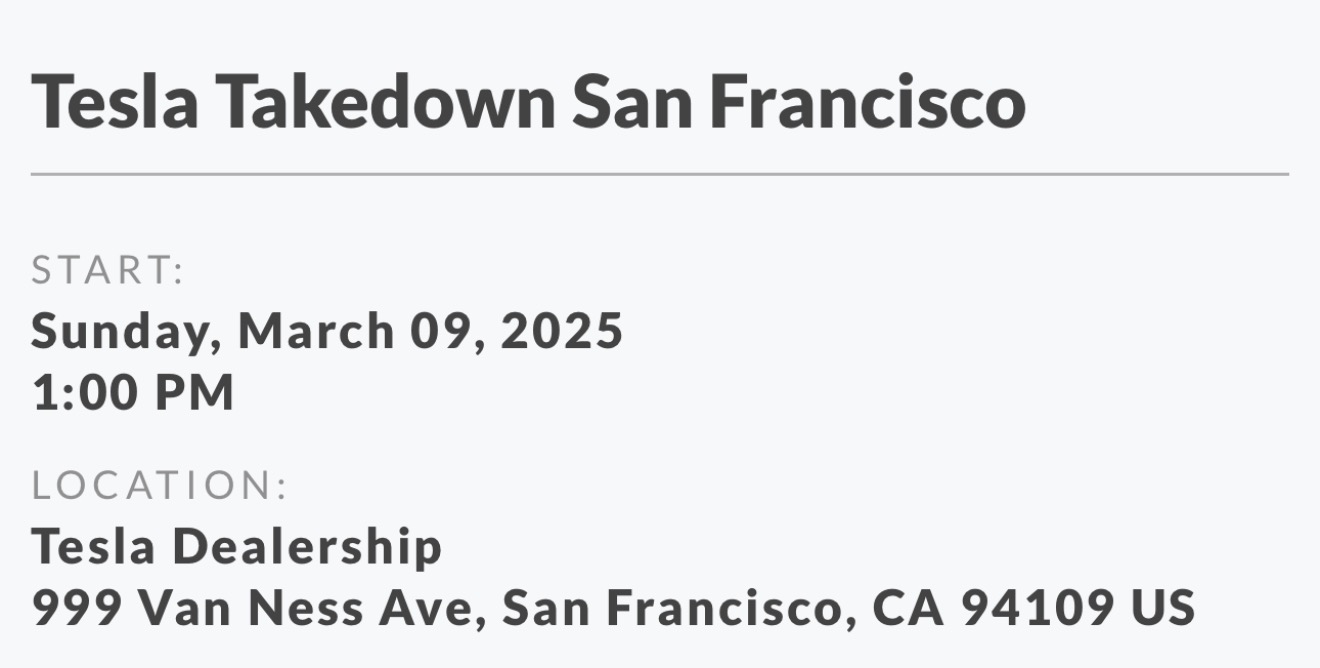 Tesla Takedown San Francisco
START:
Sunday, March 09, 2025
1:00 PM
LOCATION:
Tesla Dealership
999 Van Ness Ave, San Francisco, CA 94109 US